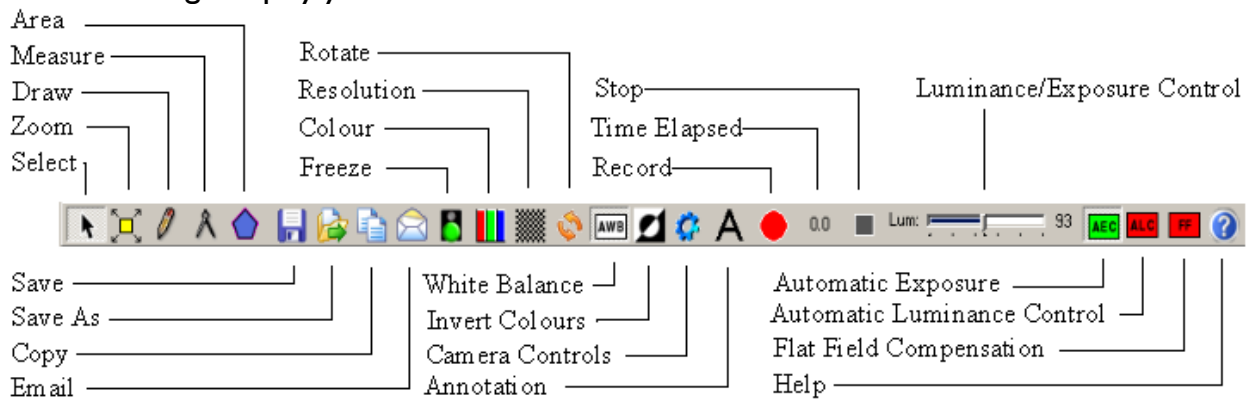 Area
Measure
Draw
Zoom
Select
Rotate
Resolution
Colour
Freeze
Stop
Time Elapsed
Record
Luminance/Exposure Control
AWB
A
0.0
Lum:
93
AEC
ALC
FF
?
Save
Save As
Copy
Email
White Balance
Invert Colours
Camera Controls
Annotation
Automatic Exposure
Automatic Luminance Control
Flat Field Compensation
Help